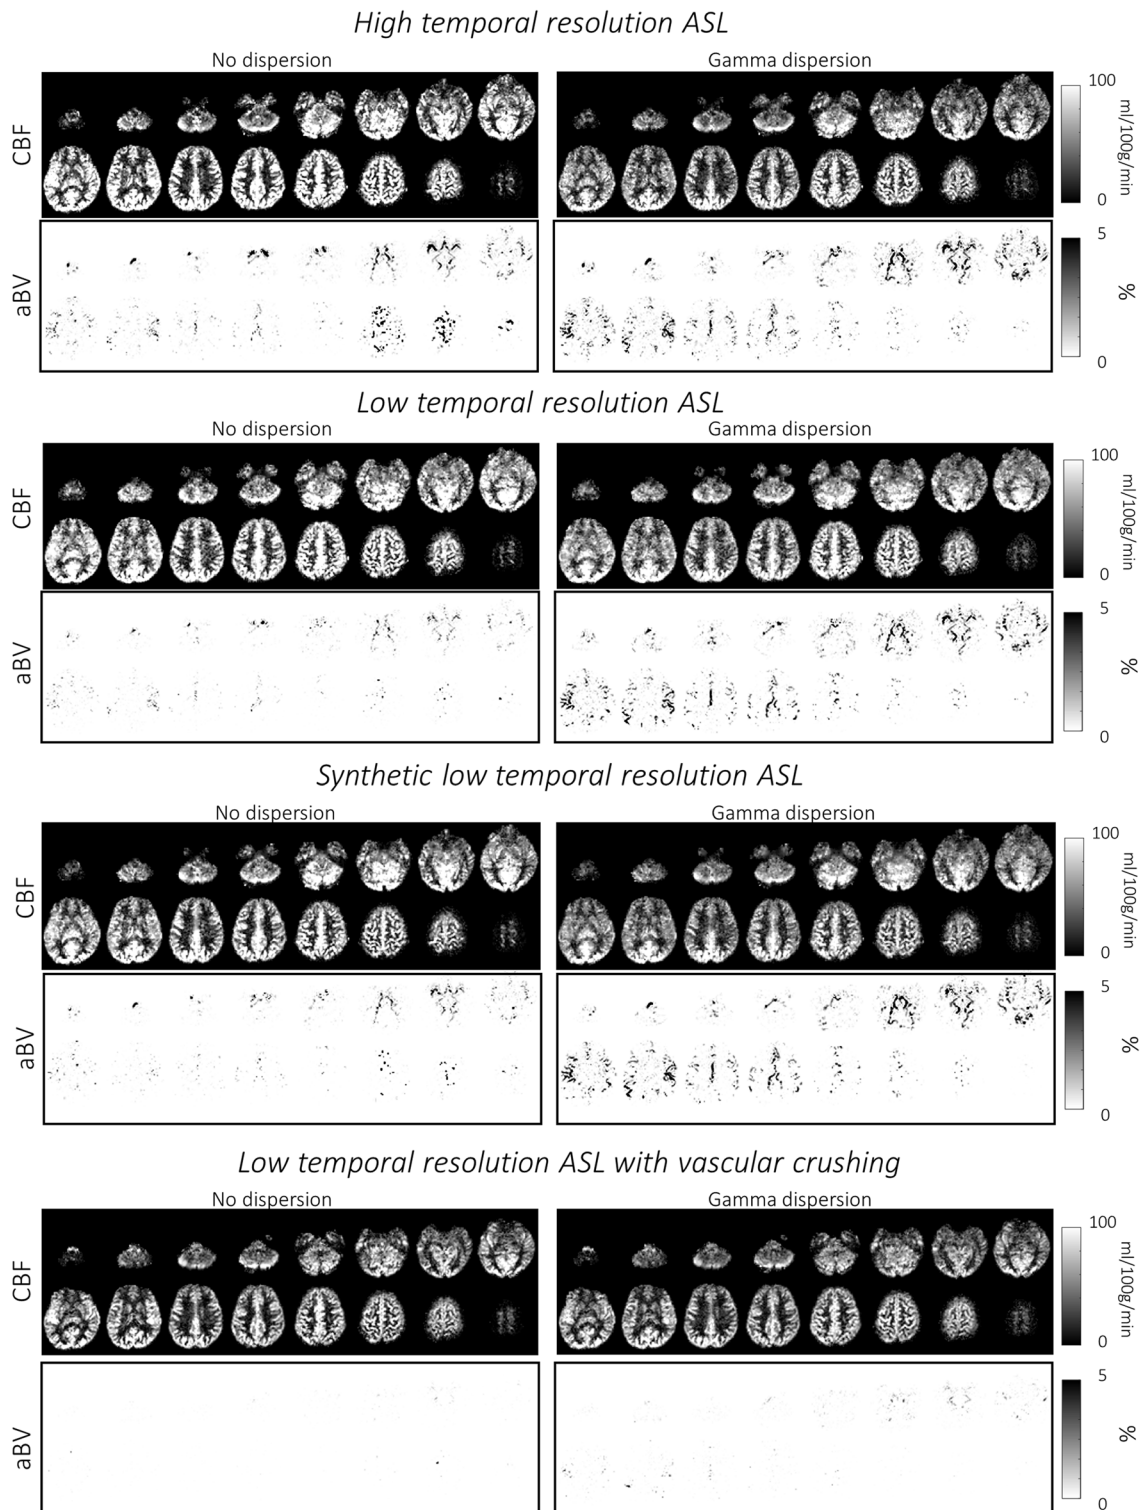 High temporal resolution ASL
No dispersion
Gamma dispersion
CBF
100
ml/100g/min
0
aBV
5
%
0
Low temporal resolution ASL
No dispersion
Gamma dispersion
CBF
100
ml/100g/min
0
aBV
5
%
0
Synthetic low temporal resolution ASL
No dispersion
Gamma dispersion
CBF
100
ml/100g/min
0
aBV
5
%
0
Low temporal resolution ASL with vascular crushing
No dispersion
Gamma dispersion
CBF
100
ml/100g/min
0
aBV
5
%
0